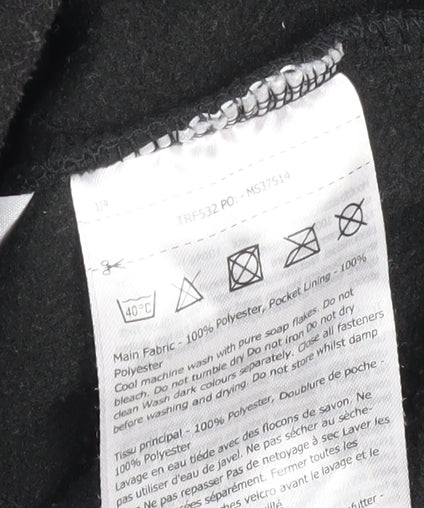 1/4
TRF532 PO. - M537514
40°C
Main Fabric - 100% Polyester, Pocket Lining - 100%
Polyester
Cool machine wash with pure soap flakes. Do not
bleach. Do not tumble dry Do not iron Do not dry
clean Wash dark colours separately. Close all fasteners
before washing and drying. Do not store whilst damp
Tissu principal - 100% Polyester, Doublure de poche -
100% Polyester
Lavage en eau tiède avec des flocons de savon. Ne
pas utiliser d'eau de javel. Ne pas sécher au sèche-
Ne pas repasser Pas de nettoyage à sec Laver les
séparément. Fermer toutes les
velcro avant le lavage et le